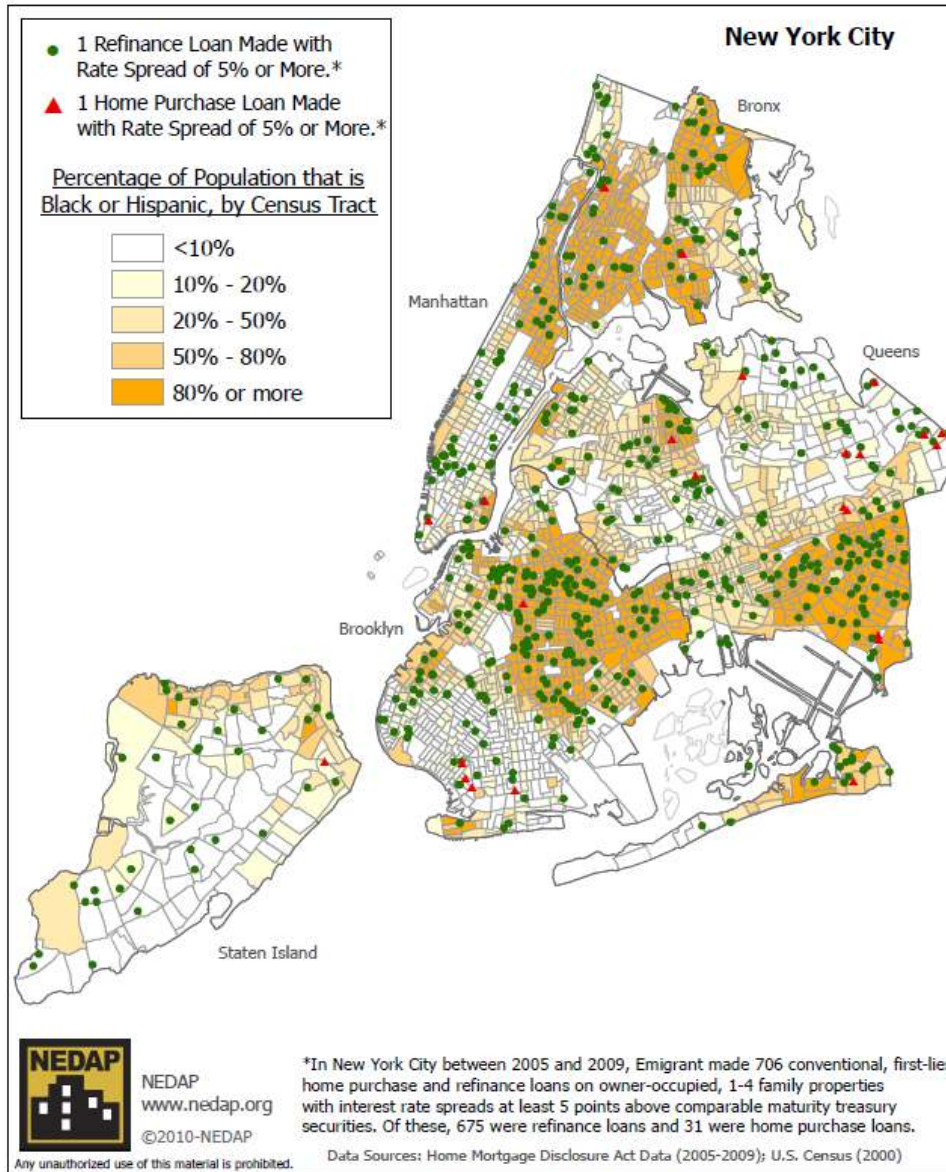 1 Refinance Loan Made with
Rate Spread of 5% or More.*
1 Home Purchase Loan Made
with Rate Spread of 5% or More.*
Percentage of Population that is
Black or Hispanic, by Census Tract
<10%
10% - 20%
20% - 50%
50% - 80%
80% or more
New York City
Bronx
Manhattan
Queens
Brooklyn
Staten Island
NEDAP
NEDAP
www.nedap.org
©2010-NEDAP
Any unauthorized use of this material is prohibited.
*In New York City between 2005 and 2009, Emigrant made 706 conventional, first-lie
home purchase and refinance loans on owner-occupied, 1-4 family properties
with interest rate spreads at least 5 points above comparable maturity treasury
securities. Of these, 675 were refinance loans and 31 were home purchase loans.
Data Sources: Home Mortgage Disclosure Act Data (2005-2009); U.S. Census (2000)